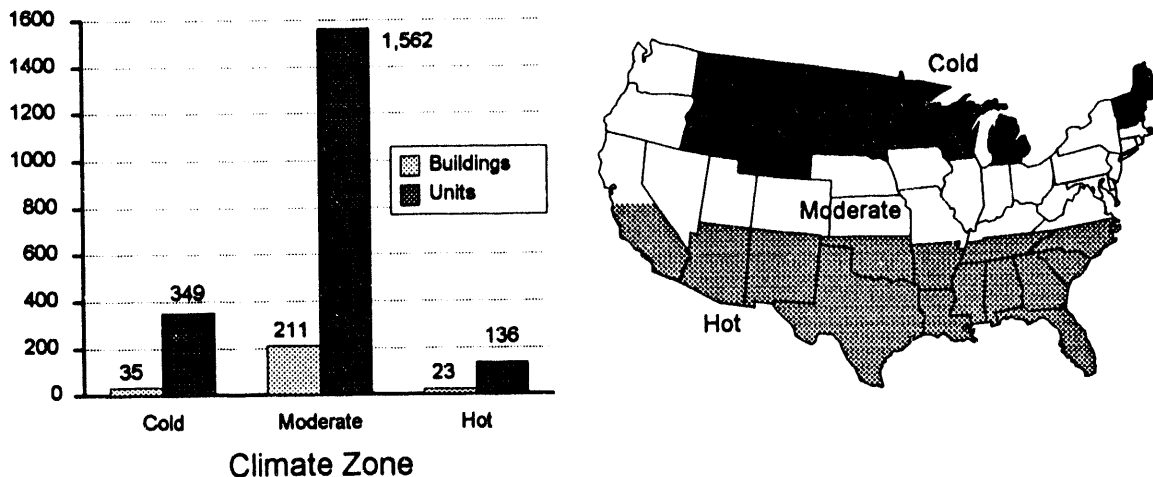 1600
1400
1200
1000
800
600
400
200
0
1,562
Buildings
Units
349
35
211
23
136
Cold
Moderate
Hot
Climate Zone
Cold
Moderate
Hot